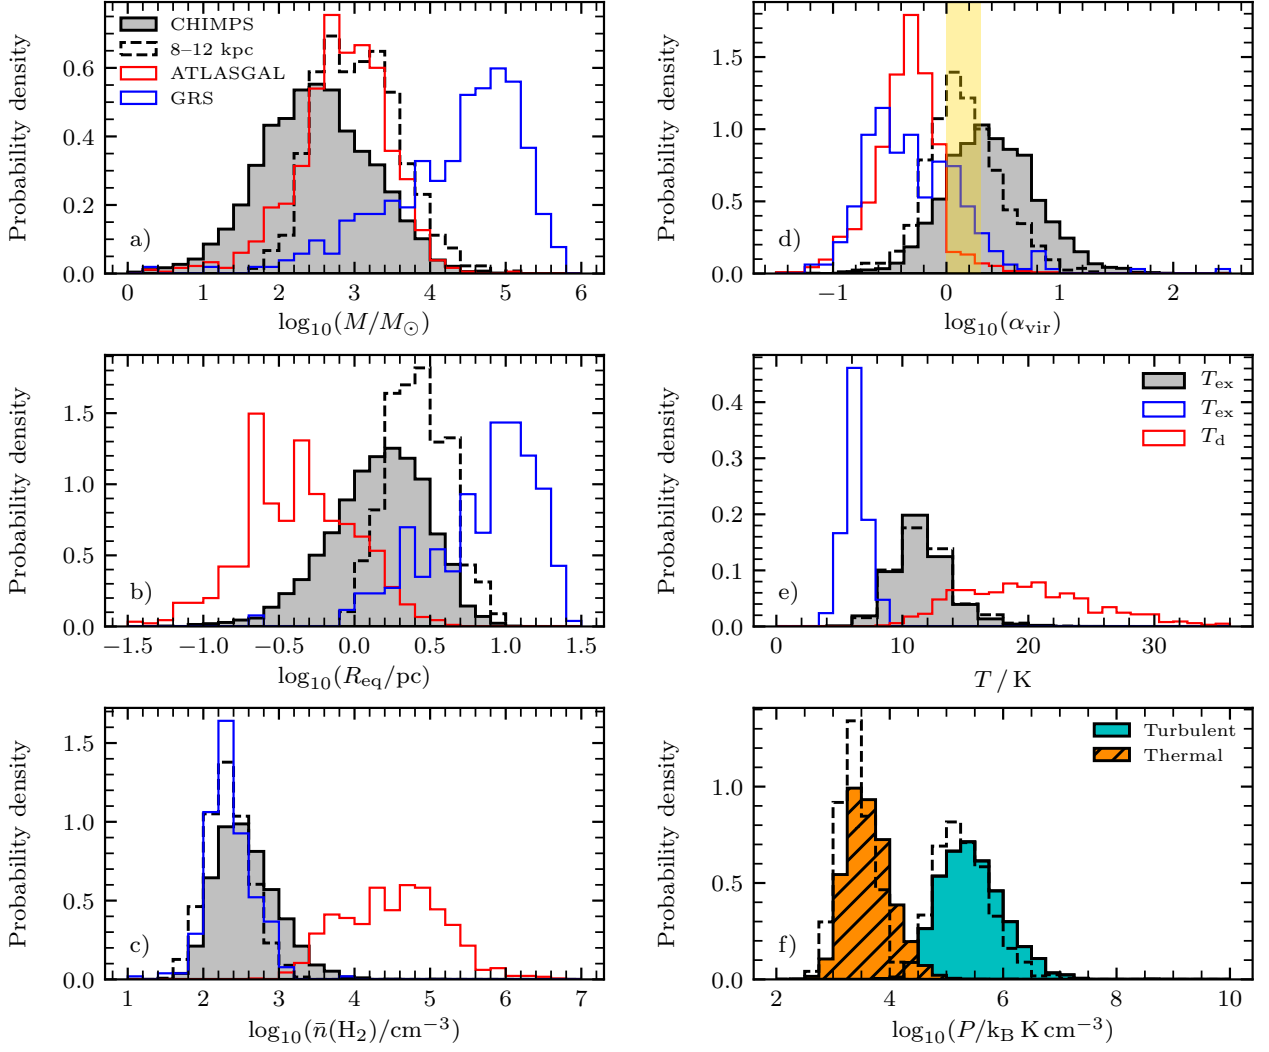 CHIMPS
8–12 kpc
ATLASGAL
GRS
Probability density
0.6
0.4
0.2
0.0
a)
0 1 2 3 4 5 6
log₁₀(M/M⊙)
Probability density
1.5
1.0
0.5
0.0
d)
−1 0 1 2
log₁₀(αvir)
Probability density
1.5
1.0
0.5
0.0
b)
−1.5 −1.0 −0.5 0.0 0.5 1.0 1.5
log₁₀(Req/pc)
Tex
Tex
Td
Probability density
0.4
0.2
0.0
e)
0 10 20 30
T / K
Probability density
1.5
1.0
0.5
0.0
c)
1 2 3 4 5 6 7
log₁₀(n̄(H₂)/cm⁻³)
Turbulent
Thermal
Probability density
1.0
0.5
0.0
f)
2 4 6 8 10
log₁₀(P/kB K cm⁻³)